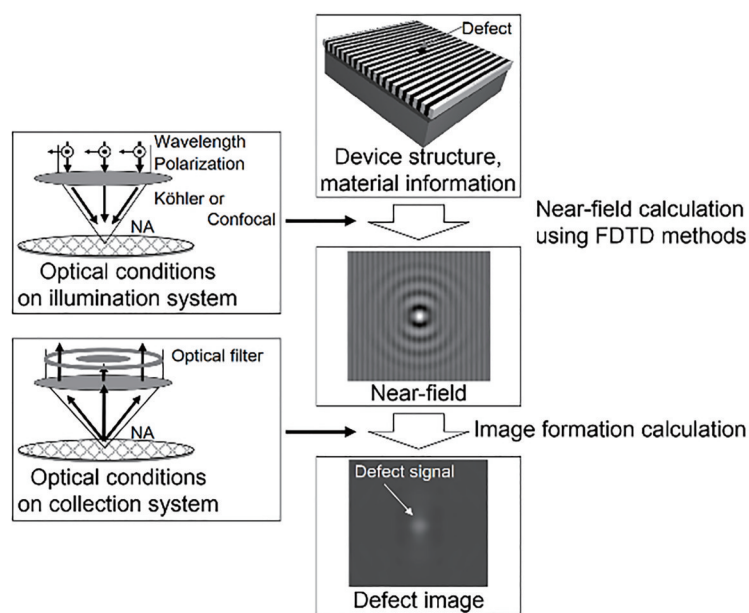 Defect
Device structure,
material information
Wavelength
Polarization
Köhler or
Confocal
NA
Optical conditions
on illumination system
Near-field calculation
using FDTD methods
Near-field
Optical filter
NA
Optical conditions
on collection system
Image formation calculation
Defect signal
Defect image